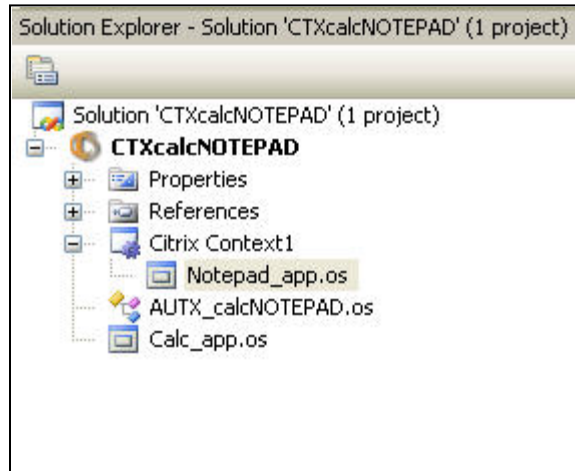 Solution Explorer - Solution 'CTXcalcNOTEPAD' (1 project)
Solution 'CTXcalcNOTEPAD' (1 project)
CTXcalcNOTEPAD
Properties
References
Citrix Context1
Notepad_app.os
AUTX_calcNOTEPAD.os
Calc_app.os